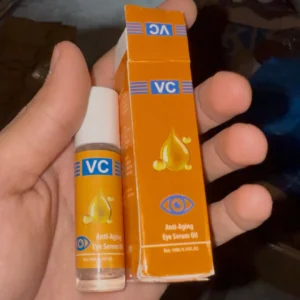 VC
VC
Anti-Aging
Eye Serum Oil
VC
Anti-Aging
Eye Serum Oil